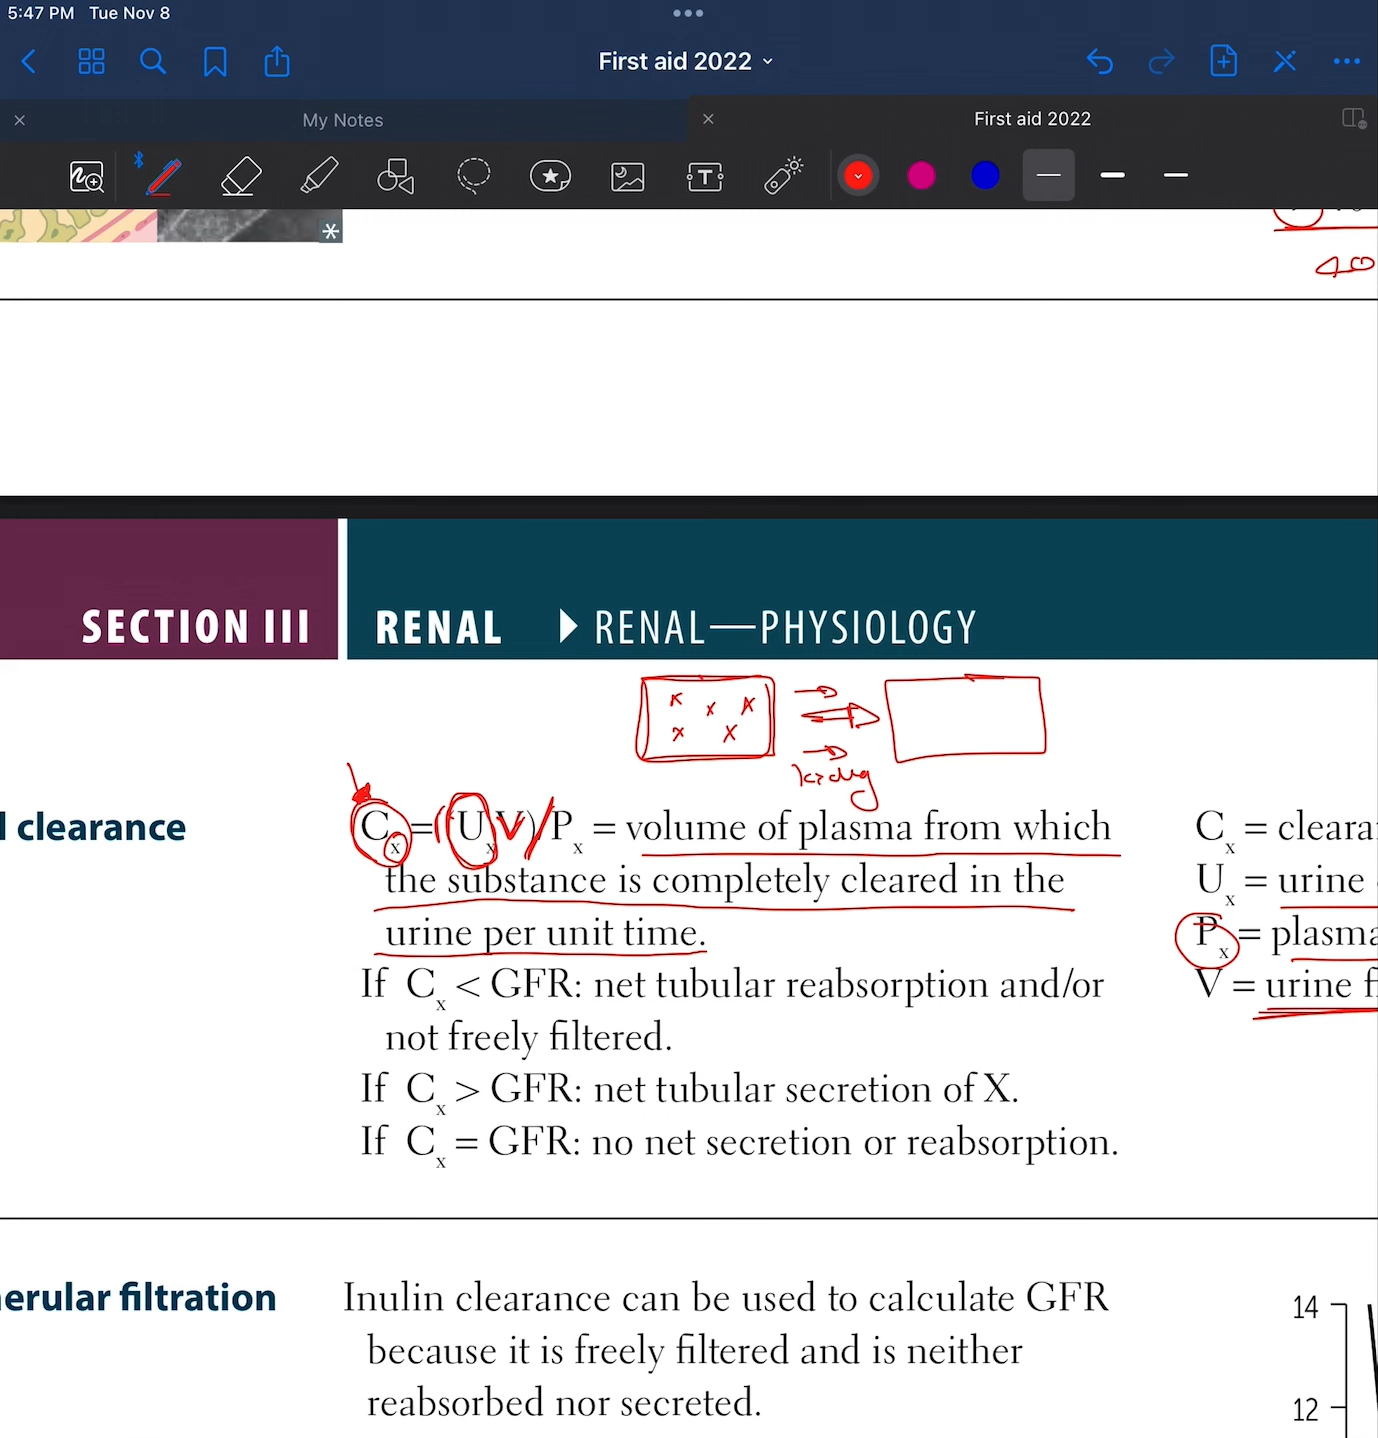 5:47 PM Tue Nov 8
First aid 2022
My Notes
First aid 2022
SECTION III
RENAL ▶ RENAL—PHYSIOLOGY
x x x
x x
l clearance
Cx = (UxV)/Px = volume of plasma from which
the substance is completely cleared in the
urine per unit time.
If Cx < GFR: net tubular reabsorption and/or
not freely filtered.
If Cx > GFR: net tubular secretion of X.
If Cx = GFR: no net secretion or reabsorption.
Cx = cleara
Ux = urine
Px = plasma
V = urine f
erular filtration
Inulin clearance can be used to calculate GFR
because it is freely filtered and is neither
reabsorbed nor secreted.
14
12